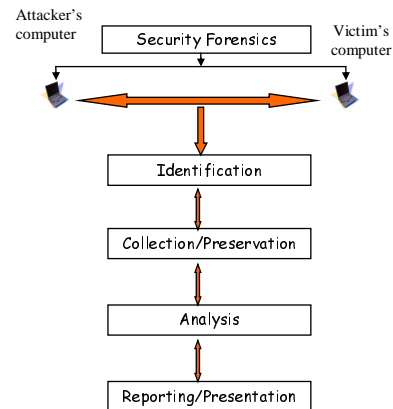 Attacker's
computer
Security Forensics
Victim's
computer
Identification
Collection/Preservation
Analysis
Reporting/Presentation